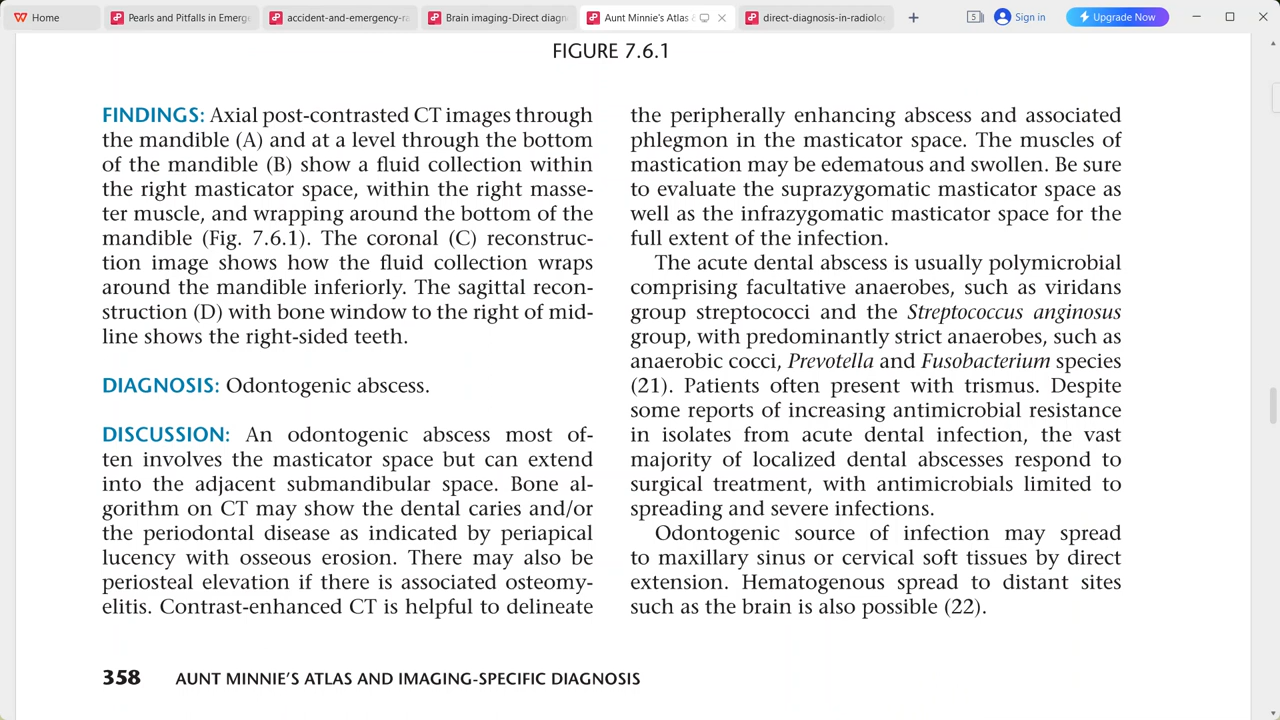 Home
Pearls and Pitfalls in Emerge
accident-and-emergency-ra
Brain imaging-Direct diagn
Aunt Minnie's Atlas
direct-diagnosis-in-radiolo
5
Sign in
Upgrade Now
FIGURE 7.6.1
FINDINGS: Axial post-contrasted CT images through
the mandible (A) and at a level through the bottom
of the mandible (B) show a fluid collection within
the right masticator space, within the right masse-
ter muscle, and wrapping around the bottom of the
mandible (Fig. 7.6.1). The coronal (C) reconstruc-
tion image shows how the fluid collection wraps
around the mandible inferiorly. The sagittal recon-
struction (D) with bone window to the right of mid-
line shows the right-sided teeth.
DIAGNOSIS: Odontogenic abscess.
DISCUSSION: An odontogenic abscess most of-
ten involves the masticator space but can extend
into the adjacent submandibular space. Bone al-
gorithm on CT may show the dental caries and/or
the periodontal disease as indicated by periapical
lucency with osseous erosion. There may also be
periosteal elevation if there is associated osteomy-
elitis. Contrast-enhanced CT is helpful to delineate
the peripherally enhancing abscess and associated
phlegmon in the masticator space. The muscles of
mastication may be edematous and swollen. Be sure
to evaluate the suprazygomatic masticator space as
well as the infrazygomatic masticator space for the
full extent of the infection.
The acute dental abscess is usually polymicrobial
comprising facultative anaerobes, such as viridans
group streptococci and the Streptococcus anginosus
group, with predominantly strict anaerobes, such as
anaerobic cocci, Prevotella and Fusobacterium species
(21). Patients often present with trismus. Despite
some reports of increasing antimicrobial resistance
in isolates from acute dental infection, the vast
majority of localized dental abscesses respond to
surgical treatment, with antimicrobials limited to
spreading and severe infections.
Odontogenic source of infection may spread
to maxillary sinus or cervical soft tissues by direct
extension. Hematogenous spread to distant sites
such as the brain is also possible (22).
358 AUNT MINNIE'S ATLAS AND IMAGING-SPECIFIC DIAGNOSIS